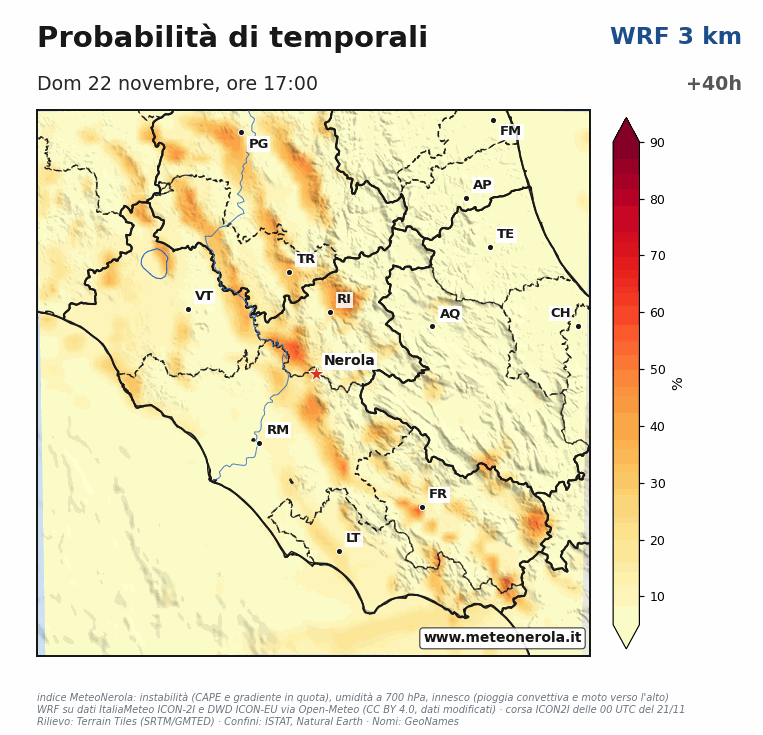 Probabilità di temporali
WRF 3 km
Dom 22 novembre, ore 17:00
+40h
FM
PG
AP
TE
TR
VT
RI
AQ
CH
Nerola
RM
FR
LT
www.meteonerola.it
90
80
70
60
50
40
30
20
10
%
indice MeteoNerola: instabilità (CAPE e gradiente in quota), umidità a 700 hPa, innesco (pioggia convettiva e moto verso l'alto)
WRF su dati ItaliaMeteo ICON-2I e DWD ICON-EU via Open-Meteo (CC BY 4.0, dati modificati) · corsa ICON2I delle 00 UTC del 21/11
Rilievo: Terrain Tiles (SRTM/GMTED) · Confini: ISTAT, Natural Earth · Nomi: GeoNames